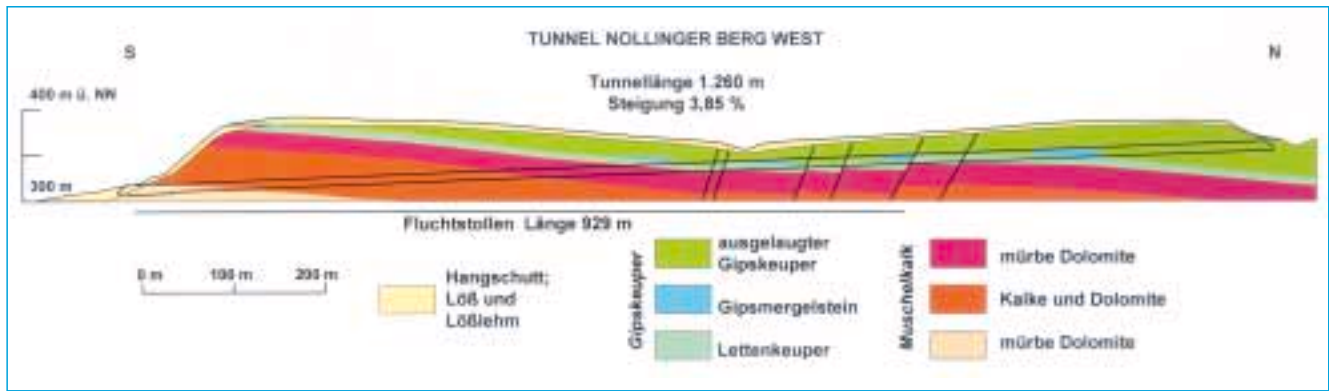 TUNNEL NOLLINGER BERG WEST
S
N
Tunnellänge 1.260 m
Steigung 3,85 %
400 m ü. NN
300 m
Fluchtstollen Länge 929 m
0 m 100 m 200 m
Hangschutt;
Löß und
Lößlehm
Gipskeuper
ausgelaugter
Gipskeuper
Gipsmergelstein
Lettenkeuper
Muschelkalk
mürbe Dolomite
Kalke und Dolomite
mürbe Dolomite